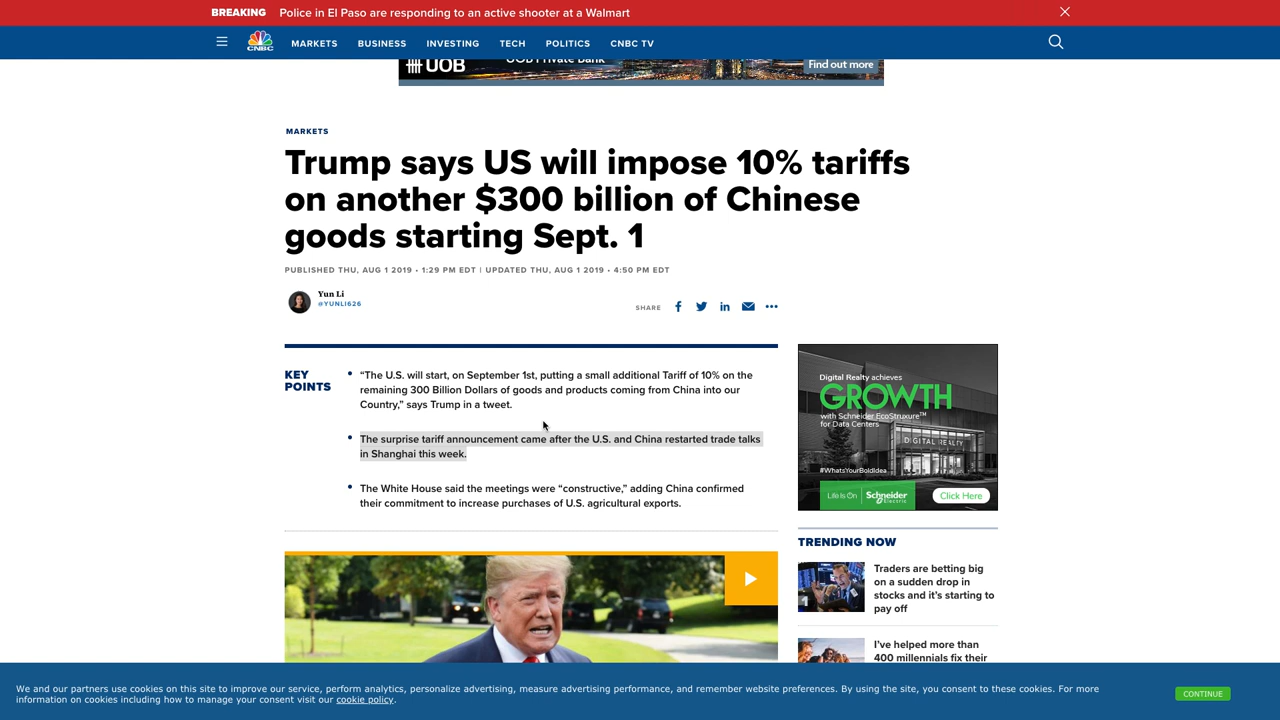 BREAKING Police in El Paso are responding to an active shooter at a Walmart
CNBC MARKETS BUSINESS INVESTING TECH POLITICS CNBC TV
UOB UOB Private Bank Find out more
MARKETS
Trump says US will impose 10% tariffs
on another $300 billion of Chinese
goods starting Sept. 1
PUBLISHED THU, AUG 1 2019 • 1:29 PM EDT | UPDATED THU, AUG 1 2019 • 4:50 PM EDT
Yun Li
@YUNLI626
SHARE
KEY
POINTS
“The U.S. will start, on September 1st, putting a small additional Tariff of 10% on the
remaining 300 Billion Dollars of goods and products coming from China into our
Country,” says Trump in a tweet.
The surprise tariff announcement came after the U.S. and China restarted trade talks
in Shanghai this week.
The White House said the meetings were “constructive,” adding China confirmed
their commitment to increase purchases of U.S. agricultural exports.
Digital Realty achieves
GROWTH
with Schneider EcoStruxure™
for Data Centers
DIGITAL REALTY
#WhatsYourBoldIdea
Life Is On Schneider Electric
Click Here
TRENDING NOW
1
Traders are betting big
on a sudden drop in
stocks and it’s starting to
pay off
I’ve helped more than
400 millennials fix their
We and our partners use cookies on this site to improve our service, perform analytics, personalize advertising, measure advertising performance, and remember website preferences. By using the site, you consent to these cookies. For more
information on cookies including how to manage your consent visit our cookie policy.
CONTINUE